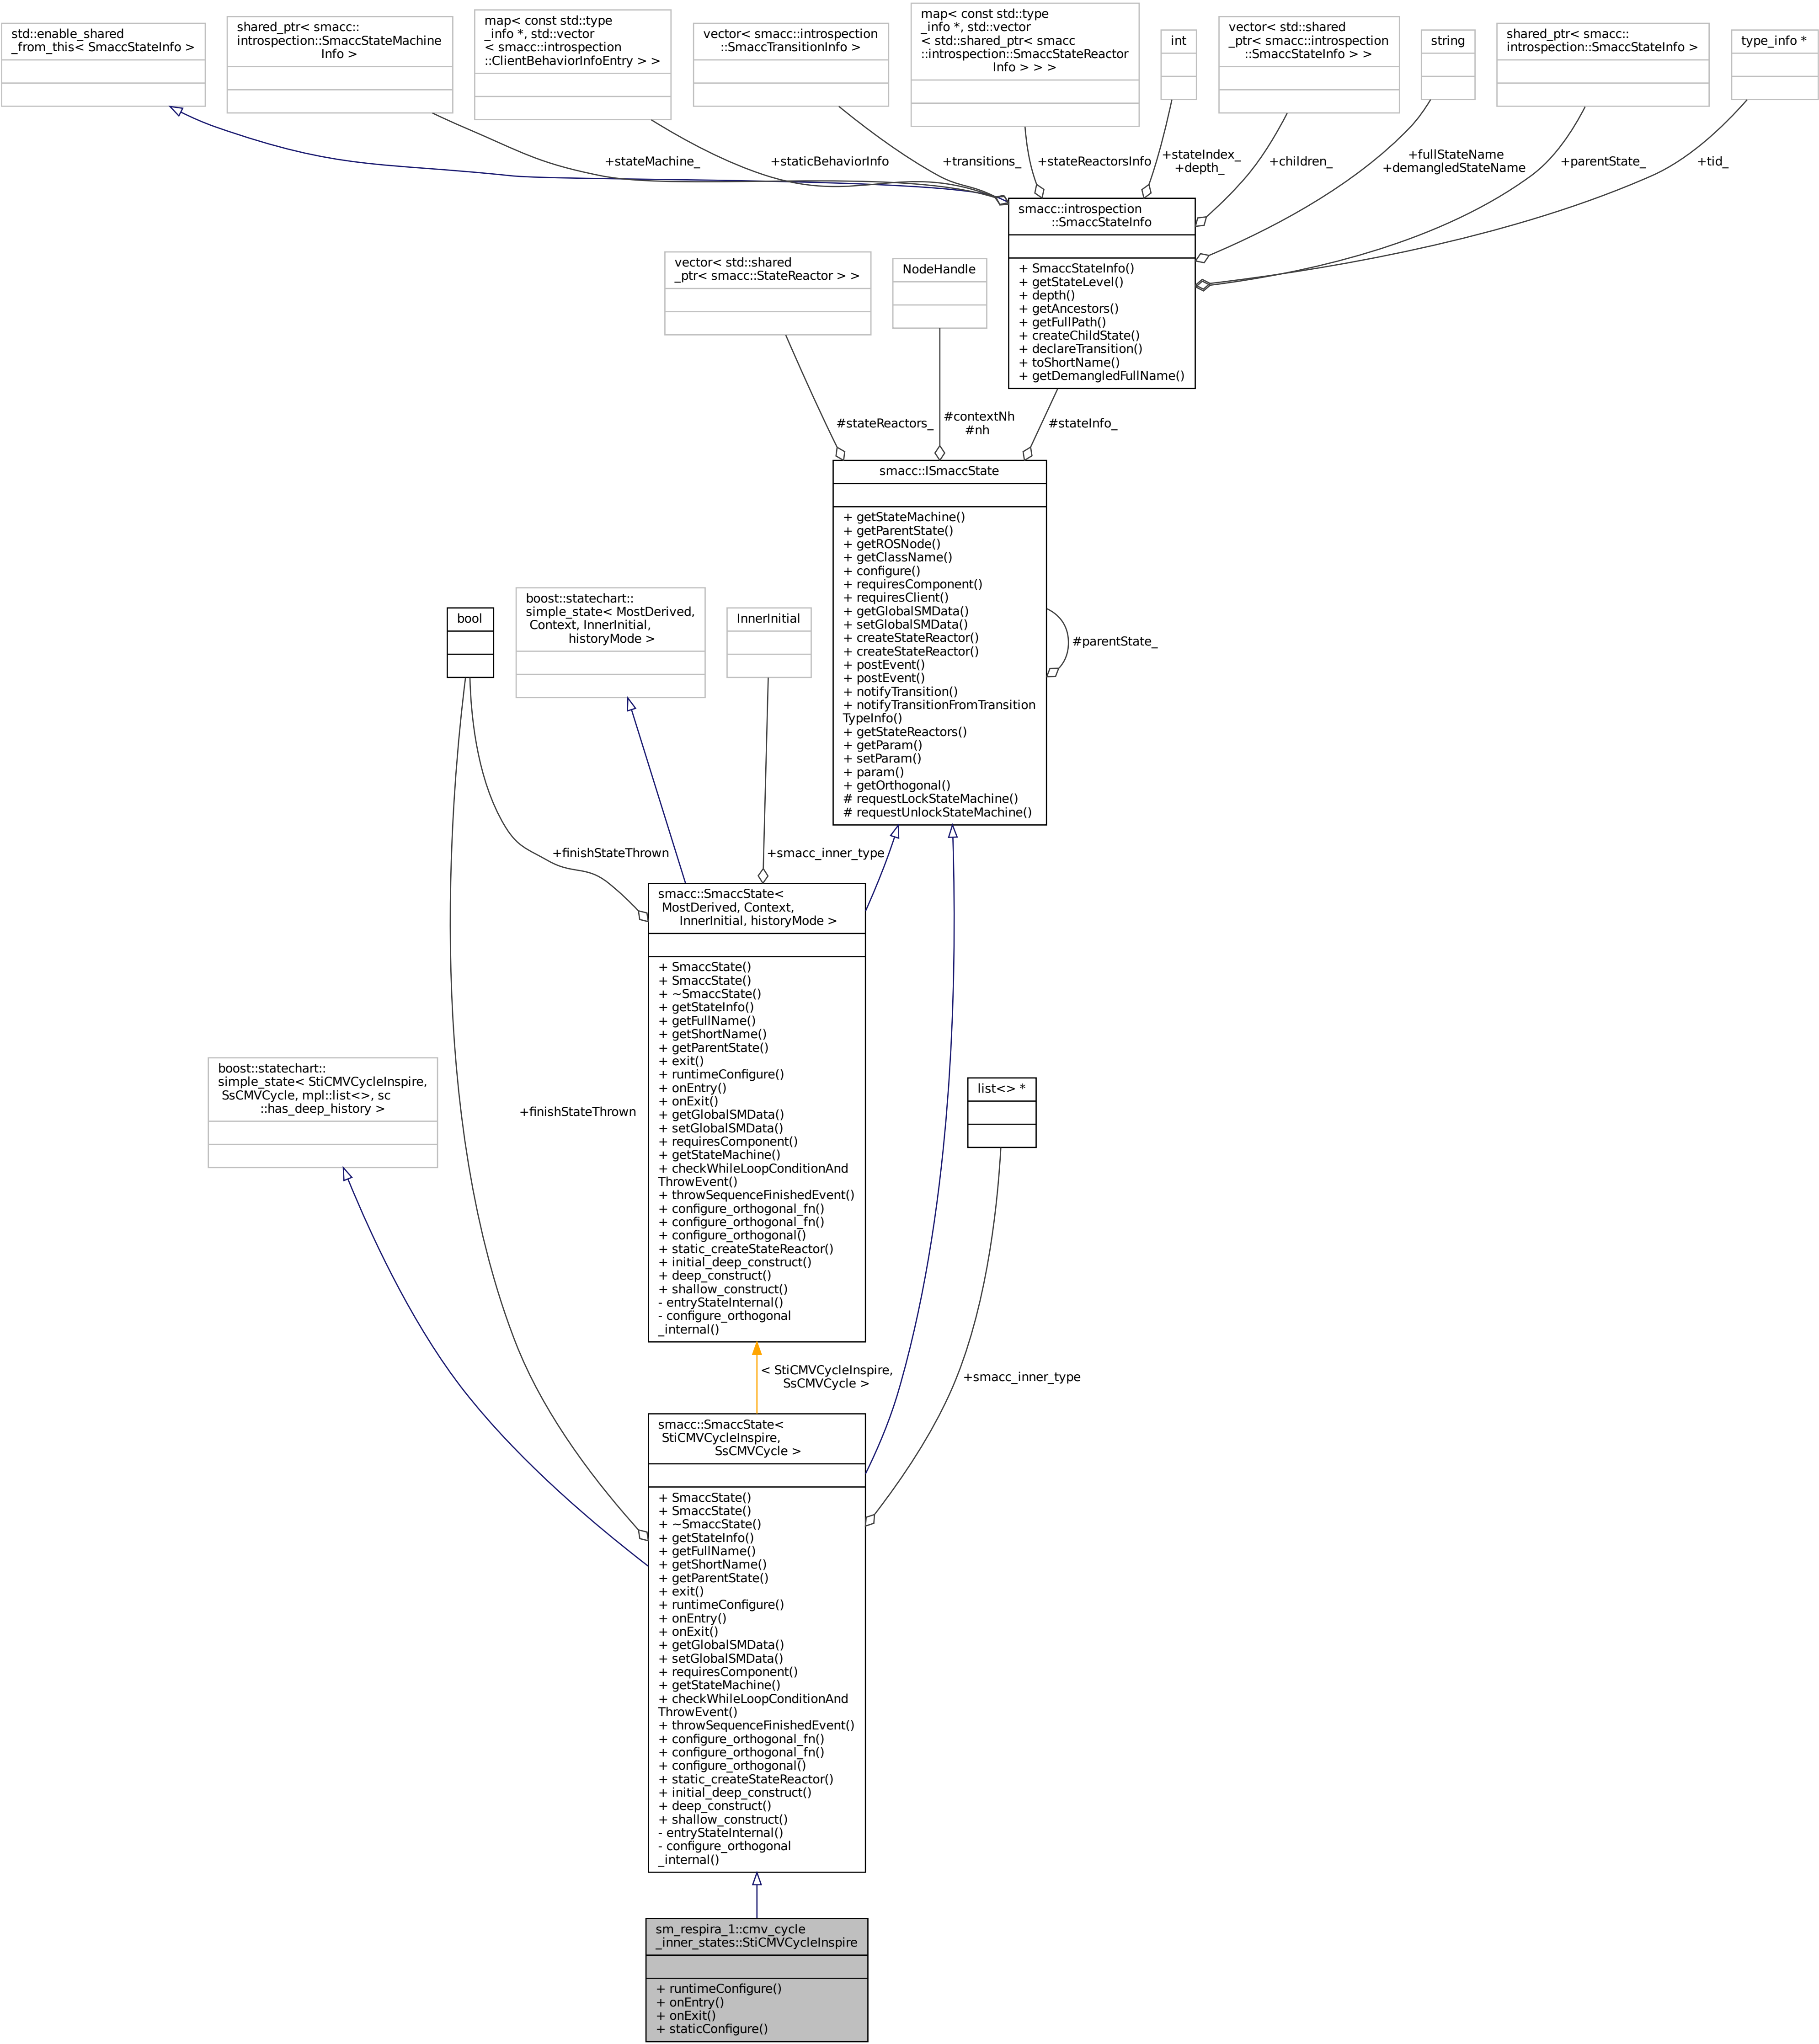 std::enable_shared
_from_this< SmaccStateInfo >
shared_ptr< smacc::
introspection::SmaccStateMachine
Info >
map< const std::type
_info *, std::vector
< smacc::introspection
::ClientBehaviorInfoEntry > >
vector< smacc::introspection
::SmaccTransitionInfo >
map< const std::type
_info *, std::vector
< std::shared_ptr< smacc
::introspection::SmaccStateReactor
Info > > >
int
vector< std::shared
_ptr< smacc::introspection
::SmaccStateInfo > >
string
shared_ptr< smacc::
introspection::SmaccStateInfo >
type_info *
+stateMachine_
+staticBehaviorInfo
+transitions_
+stateReactorsInfo
+stateIndex_
+depth_
+children_
+fullStateName
+demangledStateName
+parentState_
+tid_
smacc::introspection
::SmaccStateInfo
+ SmaccStateInfo()
+ getStateLevel()
+ depth()
+ getAncestors()
+ getFullPath()
+ createChildState()
+ declareTransition()
+ toShortName()
+ getDemangledFullName()
vector< std::shared
_ptr< smacc::StateReactor > >
NodeHandle
#stateReactors_
#contextNh
#nh
#stateInfo_
smacc::ISmaccState
+ getStateMachine()
+ getParentState()
+ getROSNode()
+ getClassName()
+ configure()
+ requiresComponent()
+ requiresClient()
+ getGlobalSMData()
+ setGlobalSMData()
+ createStateReactor()
+ createStateReactor()
+ postEvent()
+ postEvent()
+ notifyTransition()
+ notifyTransitionFromTransition
TypeInfo()
+ getStateReactors()
+ getParam()
+ setParam()
+ param()
+ getOrthogonal()
# requestLockStateMachine()
# requestUnlockStateMachine()
#parentState_
bool
boost::statechart::
simple_state< MostDerived,
Context, InnerInitial,
historyMode >
InnerInitial
+finishStateThrown
+smacc_inner_type
smacc::SmaccState<
MostDerived, Context,
InnerInitial, historyMode >
+ SmaccState()
+ SmaccState()
+ ~SmaccState()
+ getStateInfo()
+ getFullName()
+ getShortName()
+ getParentState()
+ exit()
+ runtimeConfigure()
+ onEntry()
+ onExit()
+ getGlobalSMData()
+ setGlobalSMData()
+ requiresComponent()
+ getStateMachine()
+ checkWhileLoopConditionAnd
ThrowEvent()
+ throwSequenceFinishedEvent()
+ configure_orthogonal_fn()
+ configure_orthogonal_fn()
+ configure_orthogonal()
+ static_createStateReactor()
+ initial_deep_construct()
+ deep_construct()
+ shallow_construct()
- entryStateInternal()
- configure_orthogonal
_internal()
boost::statechart::
simple_state< StiCMVCycleInspire,
SsCMVCycle, mpl::list<>, sc
::has_deep_history >
+finishStateThrown
list<> *
< StiCMVCycleInspire,
SsCMVCycle >
+smacc_inner_type
smacc::SmaccState<
StiCMVCycleInspire,
SsCMVCycle >
+ SmaccState()
+ SmaccState()
+ ~SmaccState()
+ getStateInfo()
+ getFullName()
+ getShortName()
+ getParentState()
+ exit()
+ runtimeConfigure()
+ onEntry()
+ onExit()
+ getGlobalSMData()
+ setGlobalSMData()
+ requiresComponent()
+ getStateMachine()
+ checkWhileLoopConditionAnd
ThrowEvent()
+ throwSequenceFinishedEvent()
+ configure_orthogonal_fn()
+ configure_orthogonal_fn()
+ configure_orthogonal()
+ static_createStateReactor()
+ initial_deep_construct()
+ deep_construct()
+ shallow_construct()
- entryStateInternal()
- configure_orthogonal
_internal()
sm_respira_1::cmv_cycle
_inner_states::StiCMVCycleInspire
+ runtimeConfigure()
+ onEntry()
+ onExit()
+ staticConfigure()